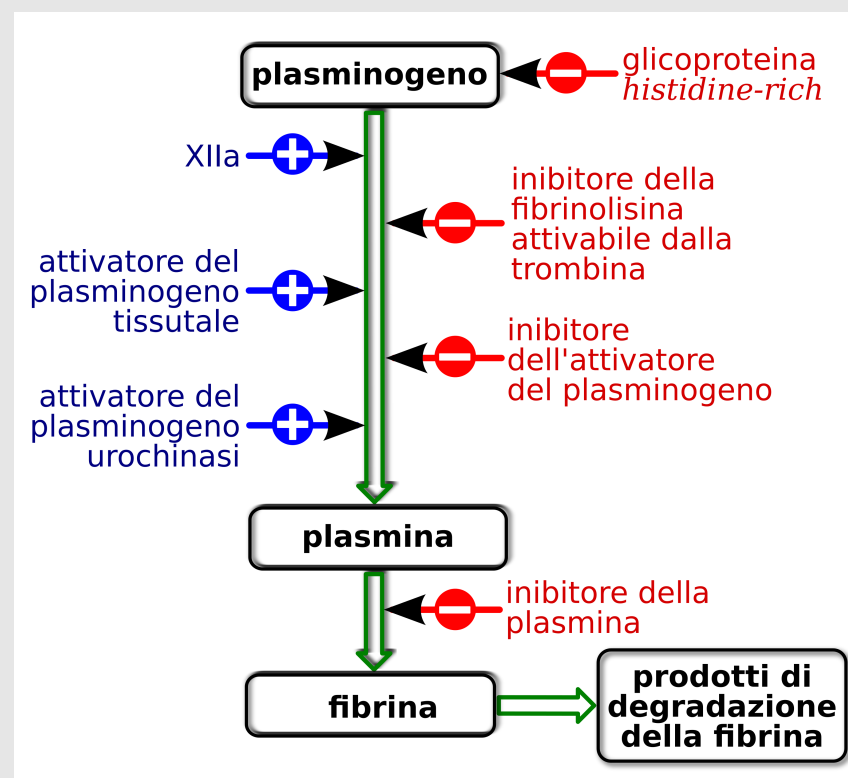 plasminogeno
glicoproteina
histidine-rich
XIIa
inibitore della
fibrinolisina
attivabile dalla
trombina
attivatore del
plasminogeno
tissutale
inibitore
dell'attivatore
del plasminogeno
attivatore del
plasminogeno
urochinasi
plasmina
inibitore della
plasmina
fibrina
prodotti di
degradazione
della fibrina